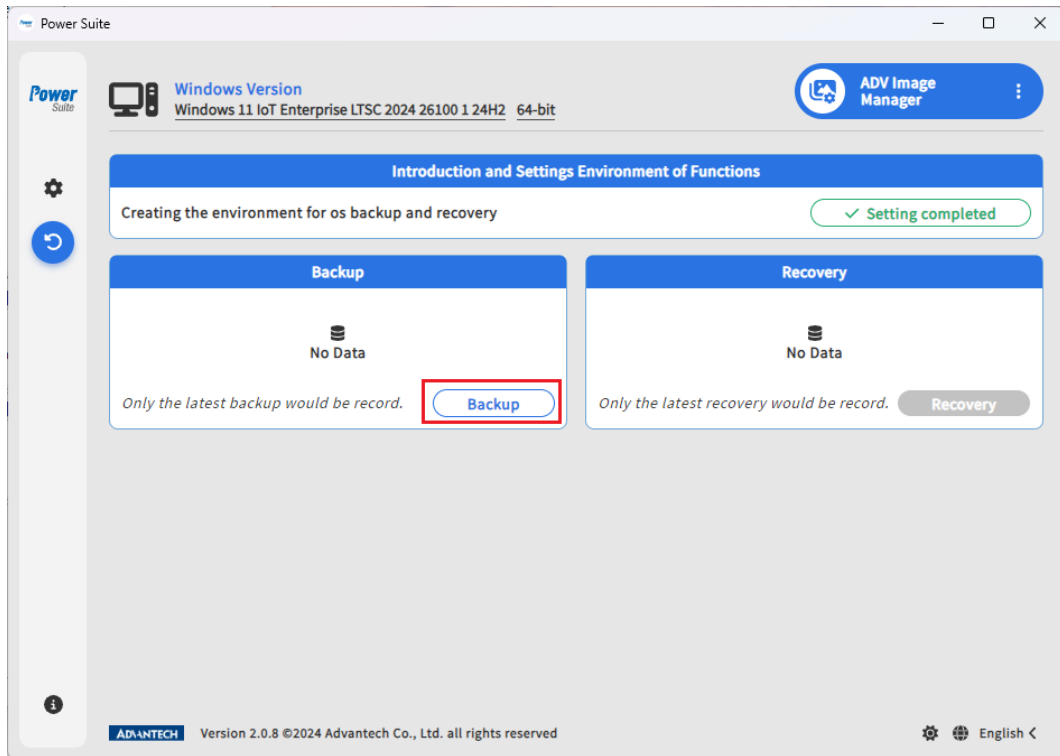 Power Suite
Power
Suite
Windows Version
Windows 11 IoT Enterprise LTSC 2024 26100 1 24H2 64-bit
ADV Image
Manager
Introduction and Settings Environment of Functions
Creating the environment for os backup and recovery
Setting completed
Backup
Recovery
No Data
No Data
Only the latest backup would be record.
Backup
Only the latest recovery would be record.
Recovery
ADVANTECH
Version 2.0.8 ©2024 Advantech Co., Ltd. all rights reserved
English